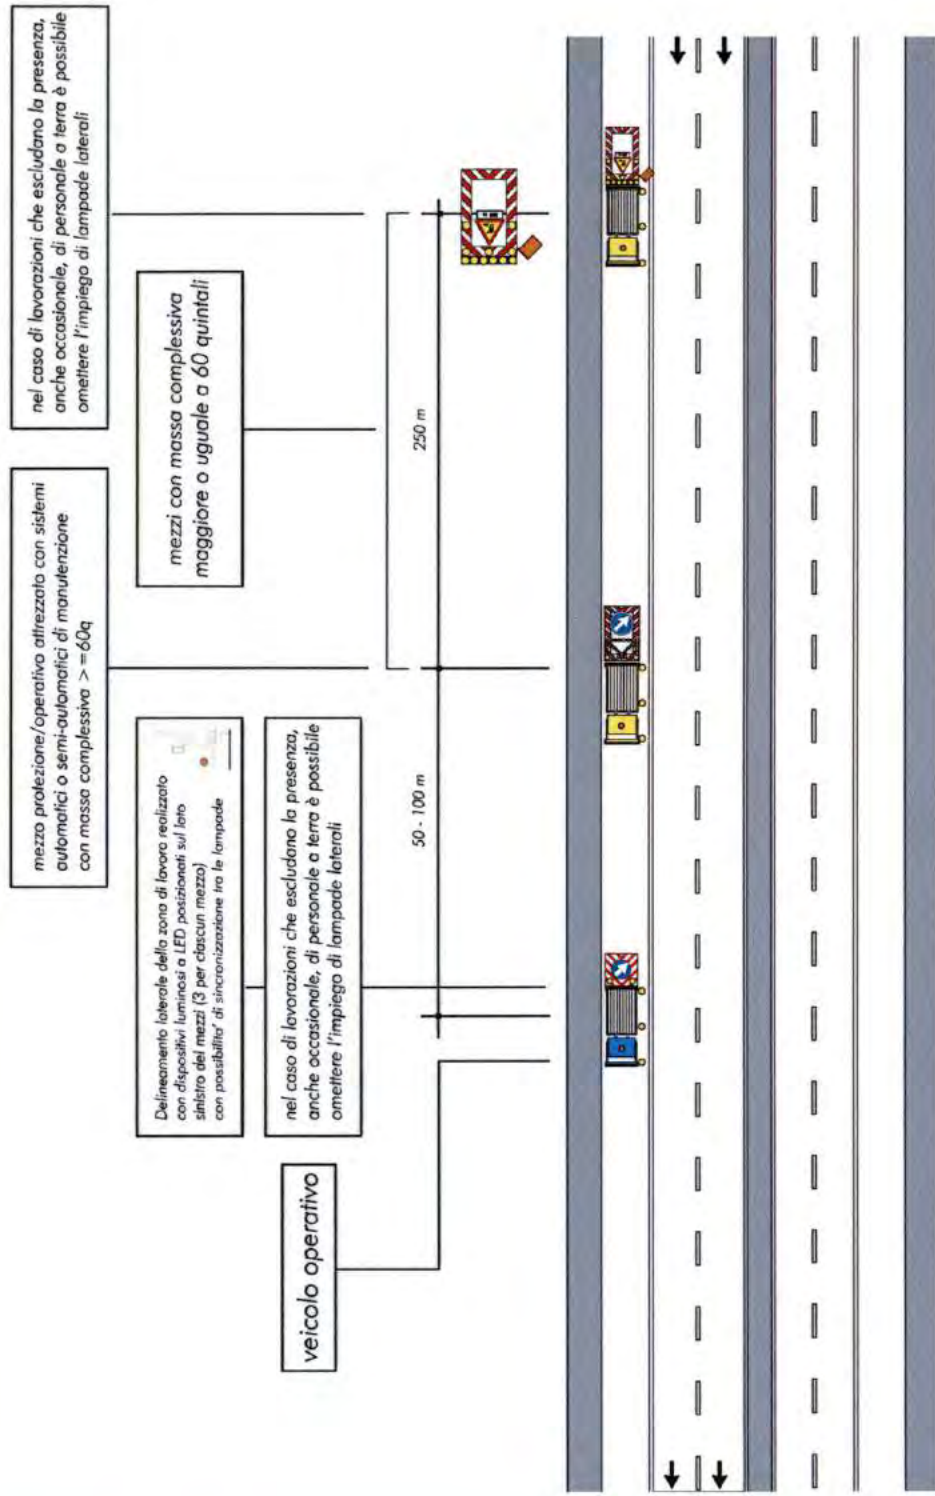 nel caso di lavorazioni che escludano la presenza,
anche occasionale, di personale a terra è possibile
omettere l'impiego di lampade laterali
mezzi con massa complessiva
maggiore o uguale a 60 quintali
mezzo protezione/operativo attrezzato con sistemi
automatici o semi-automatici di manutenzione
con massa complessiva >=60q
Delineamento laterale della zona di lavoro realizzato
con dispositivi luminosi a LED posizionati sul lato
sinistro dei mezzi (3 per ciascun mezzo)
con possibilita' di sincronizzazione tra le lampade
nel caso di lavorazioni che escludano la presenza,
anche occasionale, di personale a terra è possibile
omettere l'impiego di lampade laterali
veicolo operativo
250 m
50 - 100 m